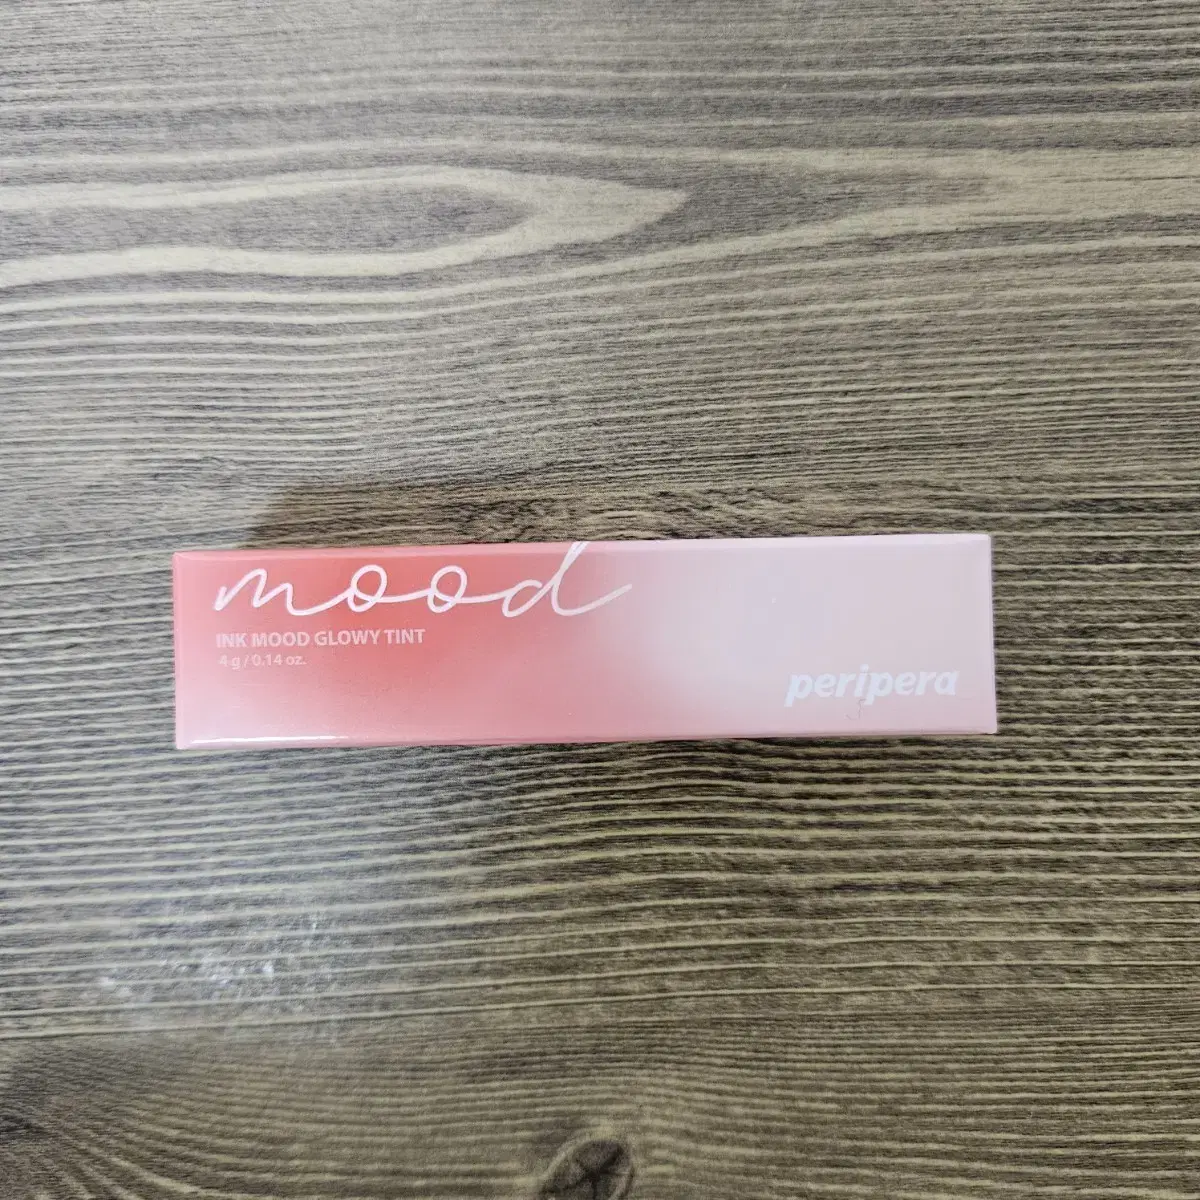 mood
INK MOOD GLOWY TINT
4 g / 0.14 oz.
peripera